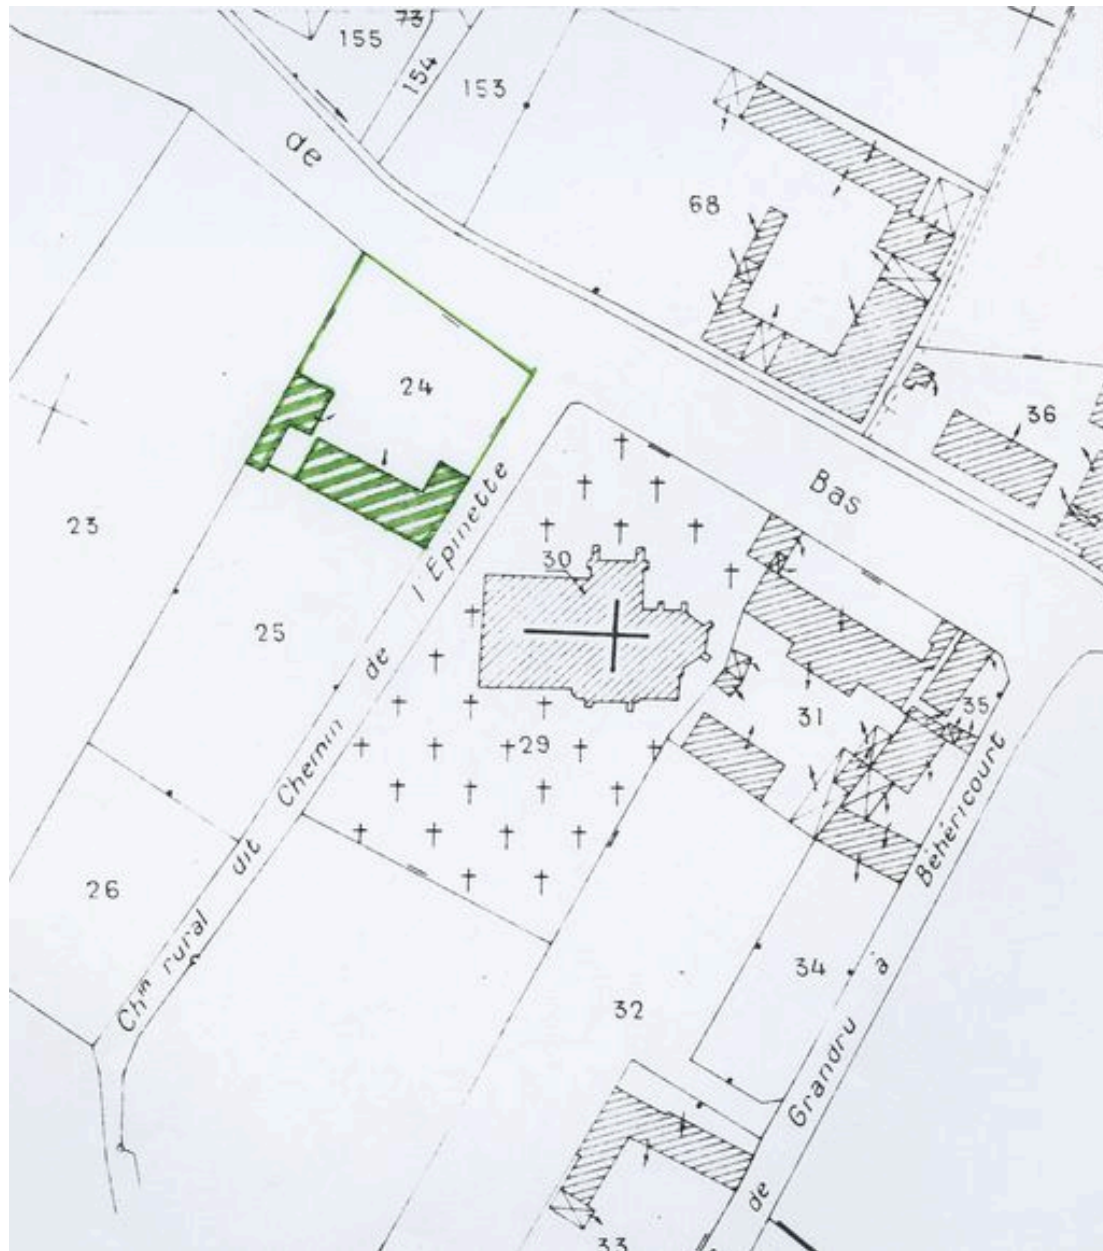 73
155
154
153
de
68
24
36
23
Bas
l'Epinette
30
25
de
31
35
29
Chemin
Béhéricourt
dit
26
34
à
32
Chin rural
Grandru
de
33